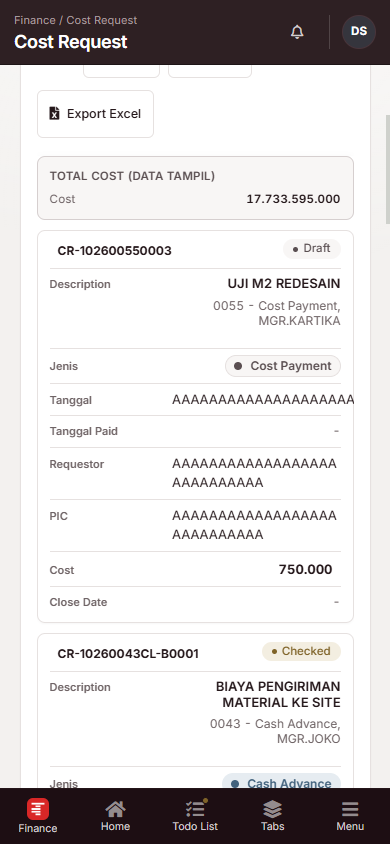 Finance / Cost Request
Cost Request
DS
Export Excel
TOTAL COST (DATA TAMPIL)
Cost 17.733.595.000
CR-102600550003 Draft
Description UJI M2 REDESAIN
0055 - Cost Payment,
MGR.KARTIKA
Jenis Cost Payment
Tanggal AAAAAAAAAAAAAAAAAAAA
Tanggal Paid -
Requestor AAAAAAAAAAAAAAAAAA
AAAAAAAAAA
PIC AAAAAAAAAAAAAAAAAA
AAAAAAAAAA
Cost 750.000
Close Date -
CR-10260043CL-B0001 Checked
Description BIAYA PENGIRIMAN
MATERIAL KE SITE
0043 - Cash Advance,
MGR.JOKO
Jenis Cash Advance
Finance Home Todo List Tabs Menu